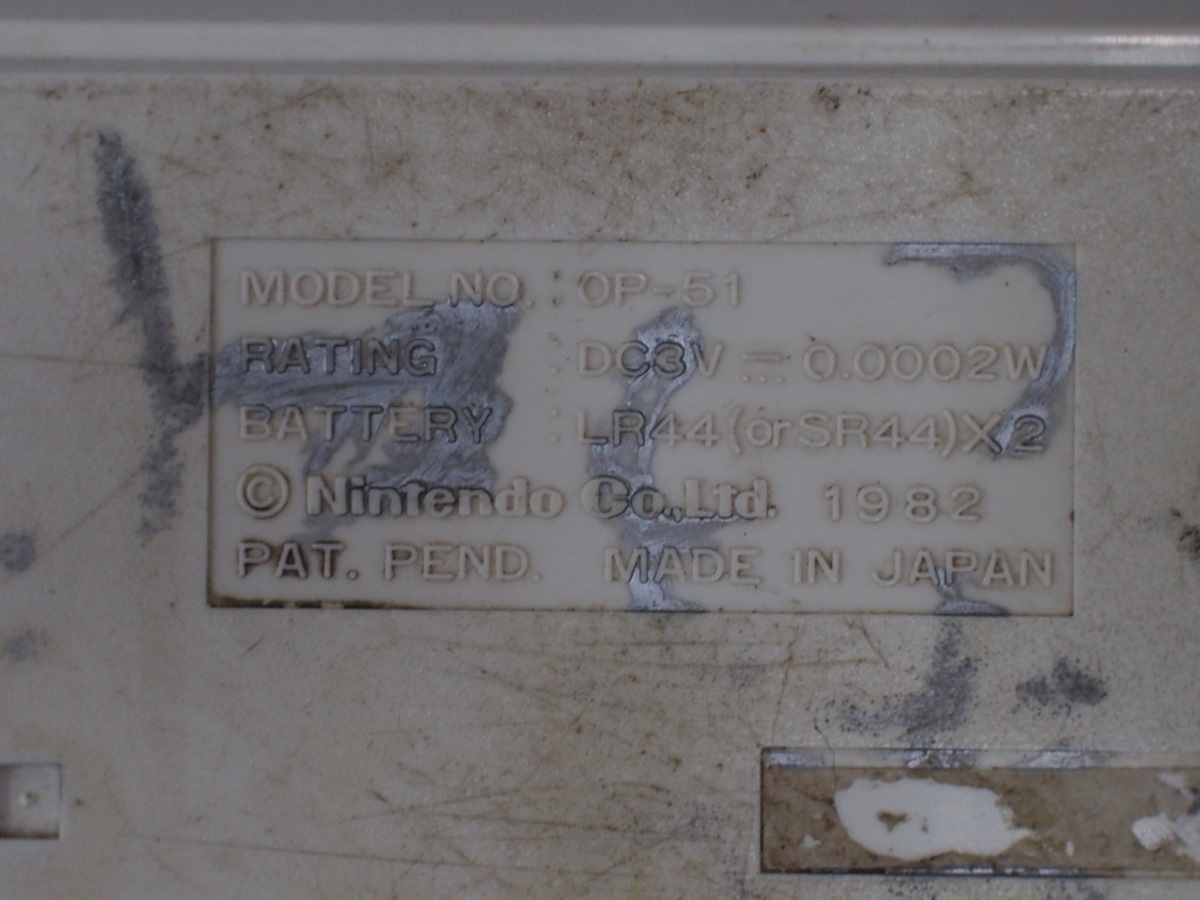 MODEL NO. : OP-51
RATING : DC3V ⎓ 0.0002W
BATTERY : LR44 (or SR44) X 2
© Nintendo Co.,Ltd. 1982
PAT. PEND. MADE IN JAPAN